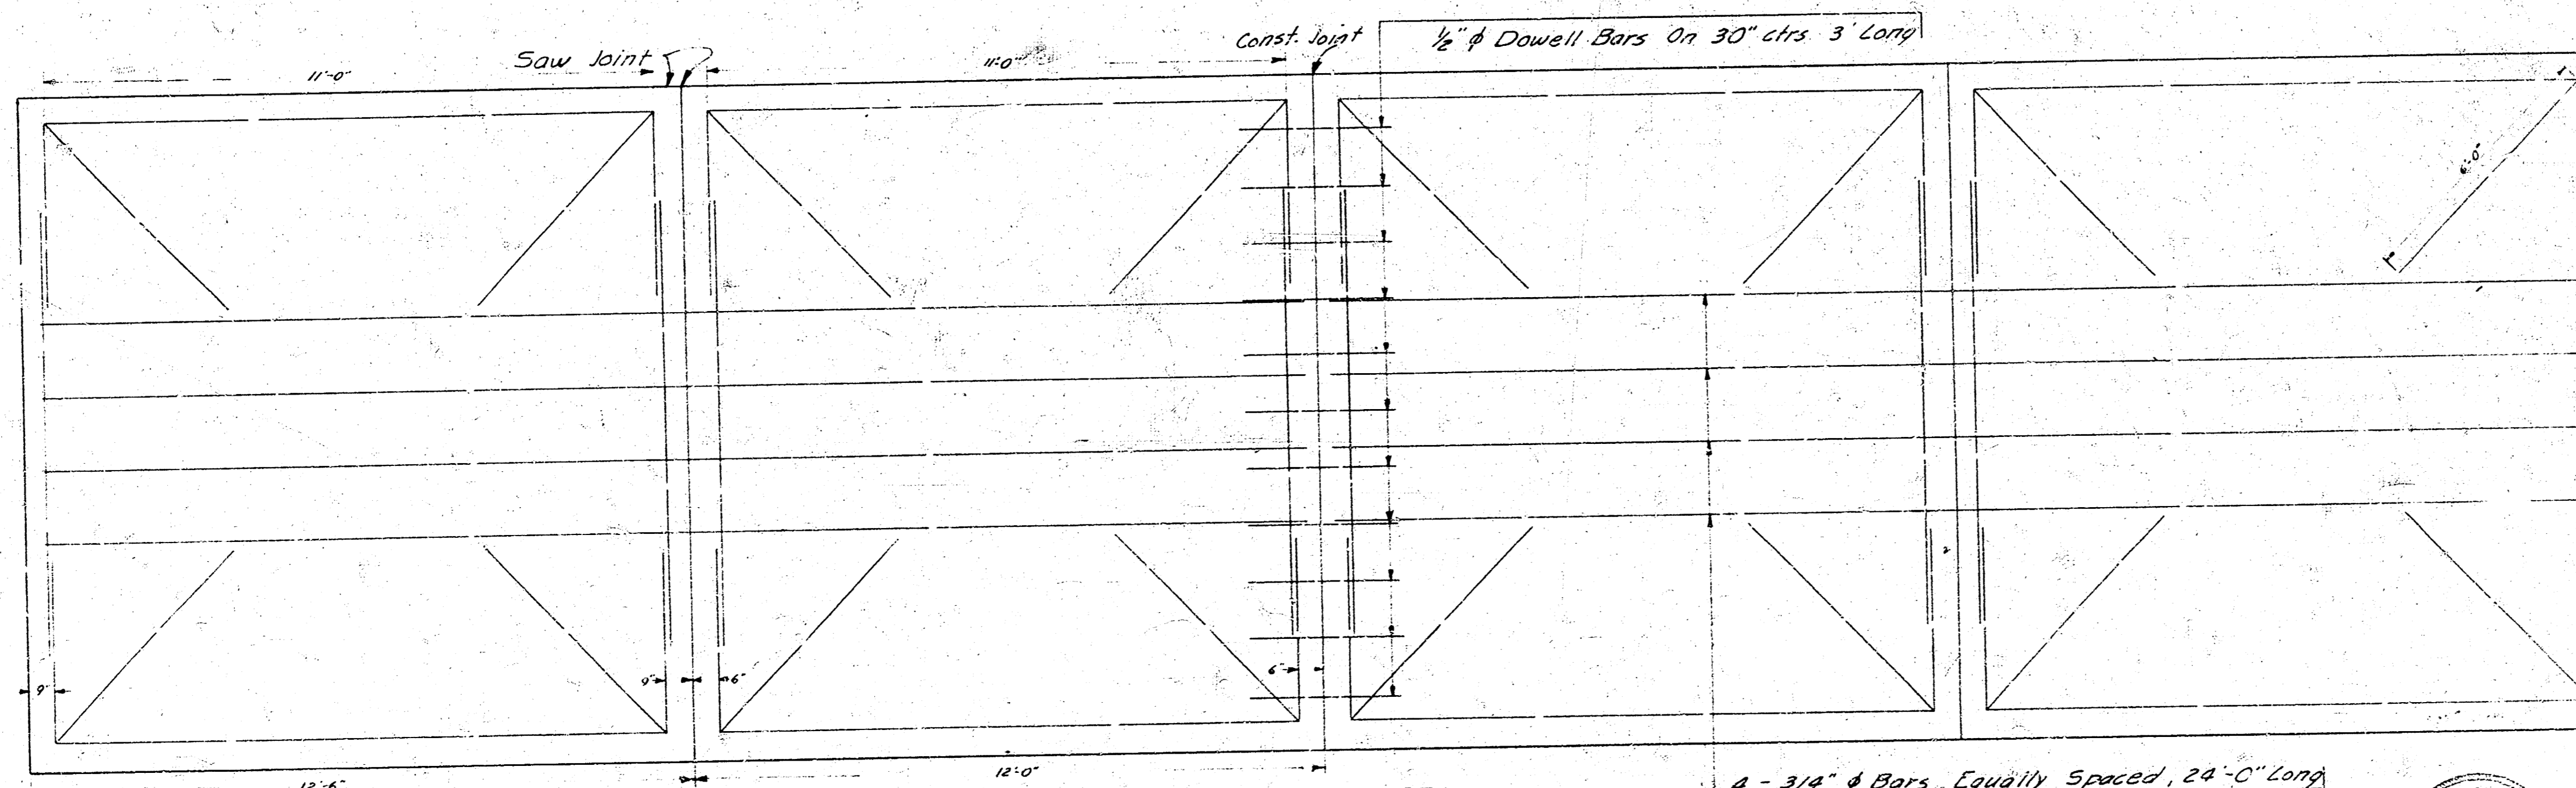 Saw Joint
Const. Joint
½" ϕ Dowell Bars On 30" ctrs 3' Long
11'-0"
11'-0"
6'-0"
9"
9"
6"
6"
2
12'-6"
12'-0"
4 - 3/4" ϕ Bars Equally Spaced, 24'-0" Long